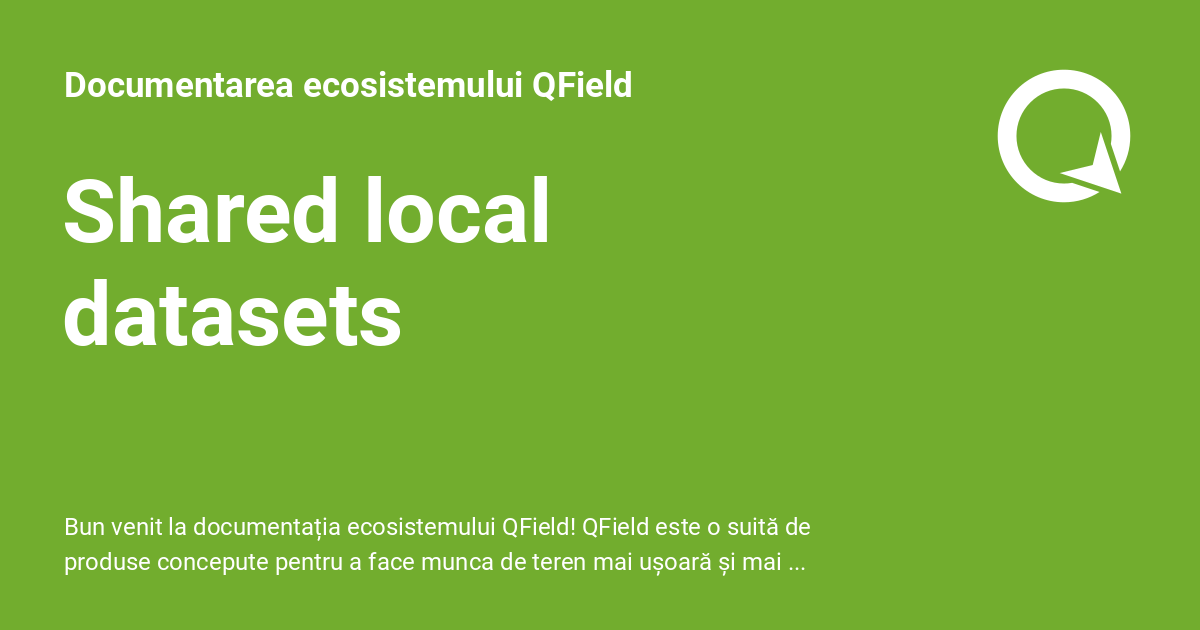 Documentarea ecosistemului QField
Shared local
datasets
Bun venit la documentația ecosistemului QField! QField este o suită de
produse concepute pentru a face munca de teren mai ușoară și mai ...